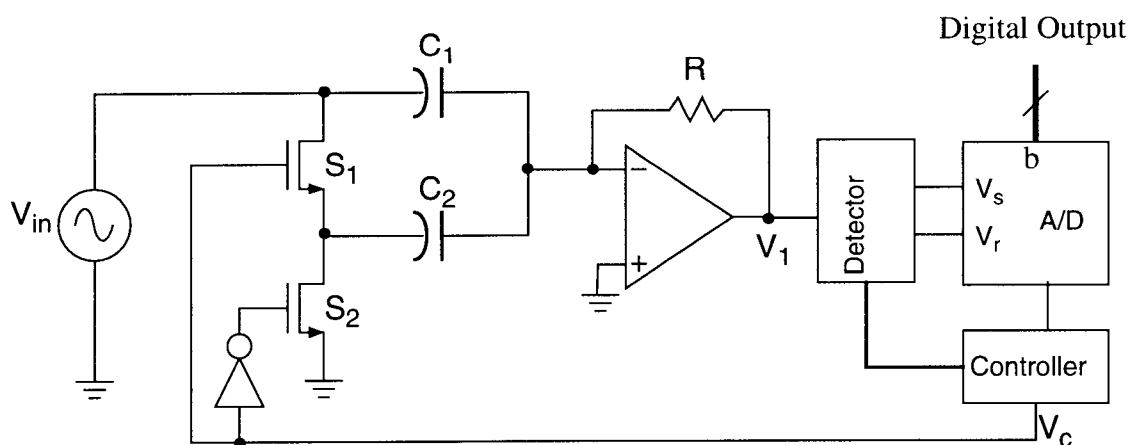 Digital Output
C1
R
b
S1
Vin
C2
Vs
Vr
A/D
Detector
V1
S2
Controller
Vc